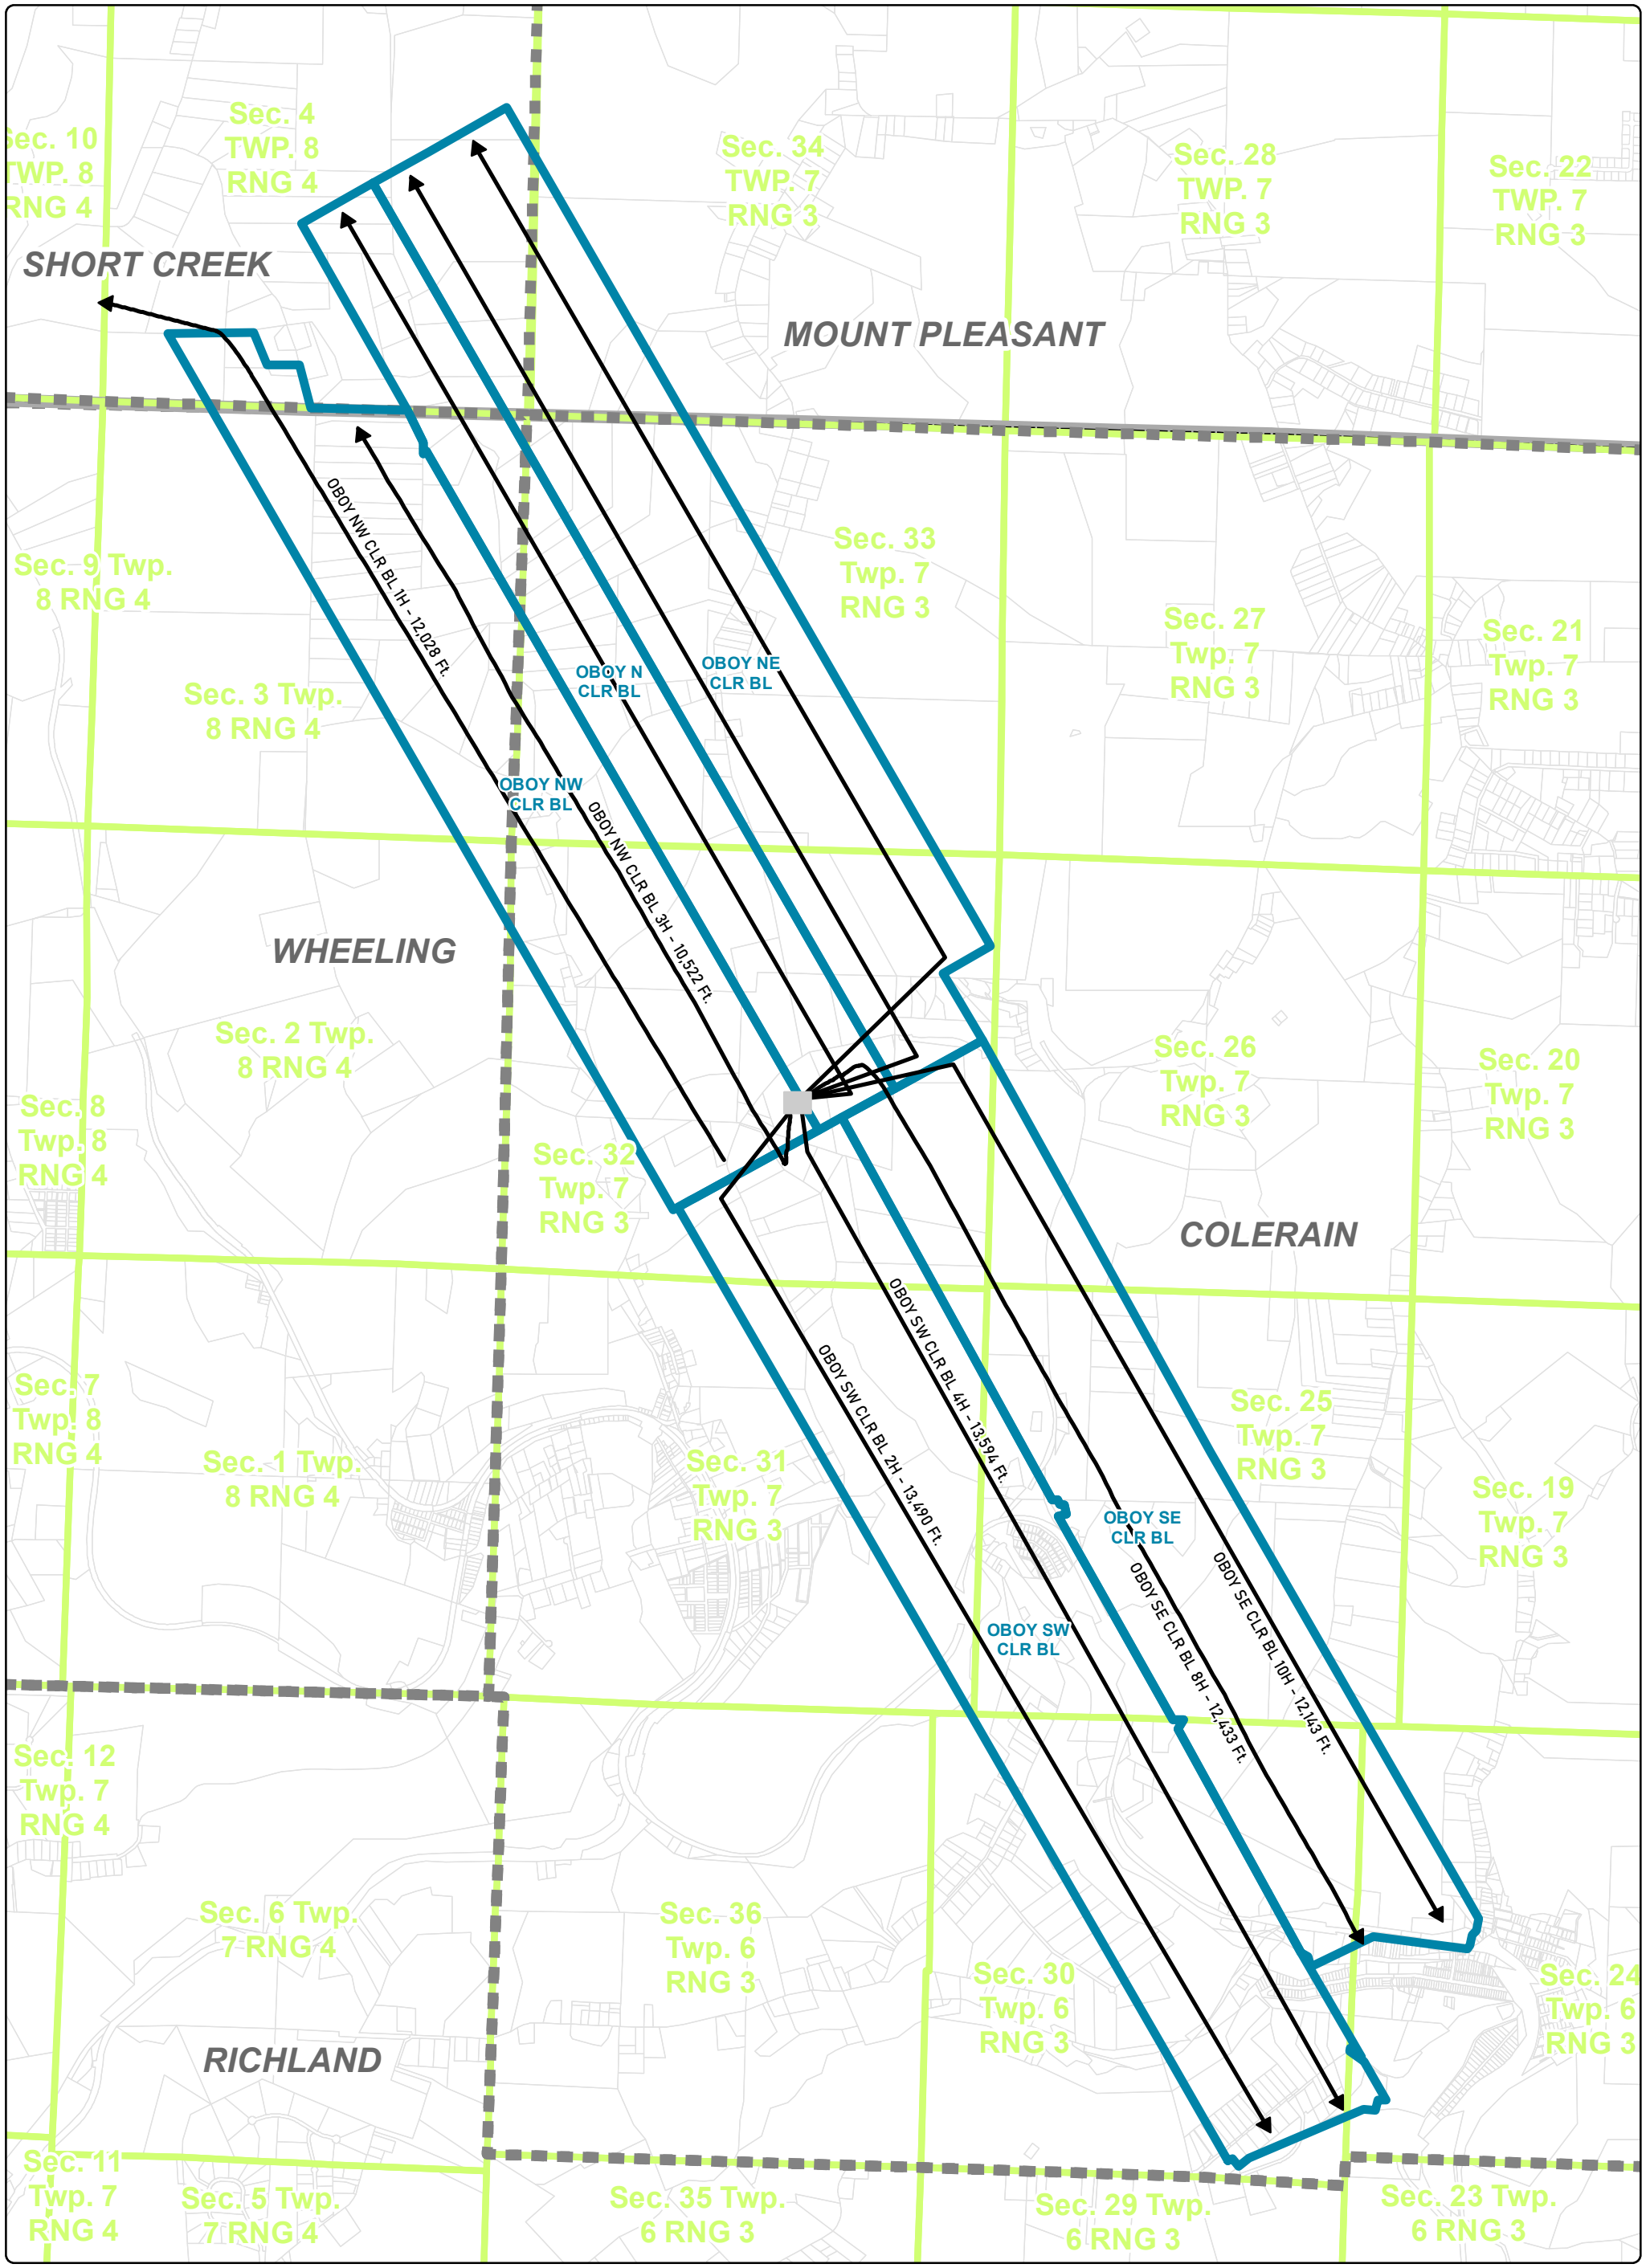 Sec. 10
TWP. 8
RNG 4
Sec. 4
TWP. 8
RNG 4
Sec. 34
TWP. 7
RNG 3
Sec. 28
TWP. 7
RNG 3
Sec. 22
TWP. 7
RNG 3
SHORT CREEK
MOUNT PLEASANT
Sec. 9 Twp.
8 RNG 4
OBOY NW CLR BL 1H - 12,028 Ft.
Sec. 33
Twp. 7
RNG 3
Sec. 27
Twp. 7
RNG 3
Sec. 21
Twp. 7
RNG 3
Sec. 3 Twp.
8 RNG 4
OBOY N
CLR BL
OBOY NE
CLR BL
OBOY NW
CLR BL
OBOY NW CLR BL 3H - 10,522 Ft.
WHEELING
Sec. 2 Twp.
8 RNG 4
Sec. 8
Twp. 8
RNG 4
Sec. 32
Twp. 7
RNG 3
Sec. 26
Twp. 7
RNG 3
Sec. 20
Twp. 7
RNG 3
COLERAIN
OBOY SW CLR BL 4H - 13,594 Ft.
OBOY SW CLR BL 2H - 13,490 Ft.
Sec. 7
Twp. 8
RNG 4
Sec. 1 Twp.
8 RNG 4
Sec. 31
Twp. 7
RNG 3
Sec. 25
Twp. 7
RNG 3
Sec. 19
Twp. 7
RNG 3
OBOY SE
CLR BL
OBOY SE CLR BL 8H - 12,433 Ft.
OBOY SE CLR BL 10H - 12,143 Ft.
OBOY SW
CLR BL
Sec. 12
Twp. 7
RNG 4
Sec. 6 Twp.
7 RNG 4
Sec. 36
Twp. 6
RNG 3
Sec. 30
Twp. 6
RNG 3
Sec. 24
Twp. 6
RNG 3
RICHLAND
Sec. 11
Twp. 7
RNG 4
Sec. 5 Twp.
7 RNG 4
Sec. 35 Twp.
6 RNG 3
Sec. 29 Twp.
6 RNG 3
Sec. 23 Twp.
6 RNG 3